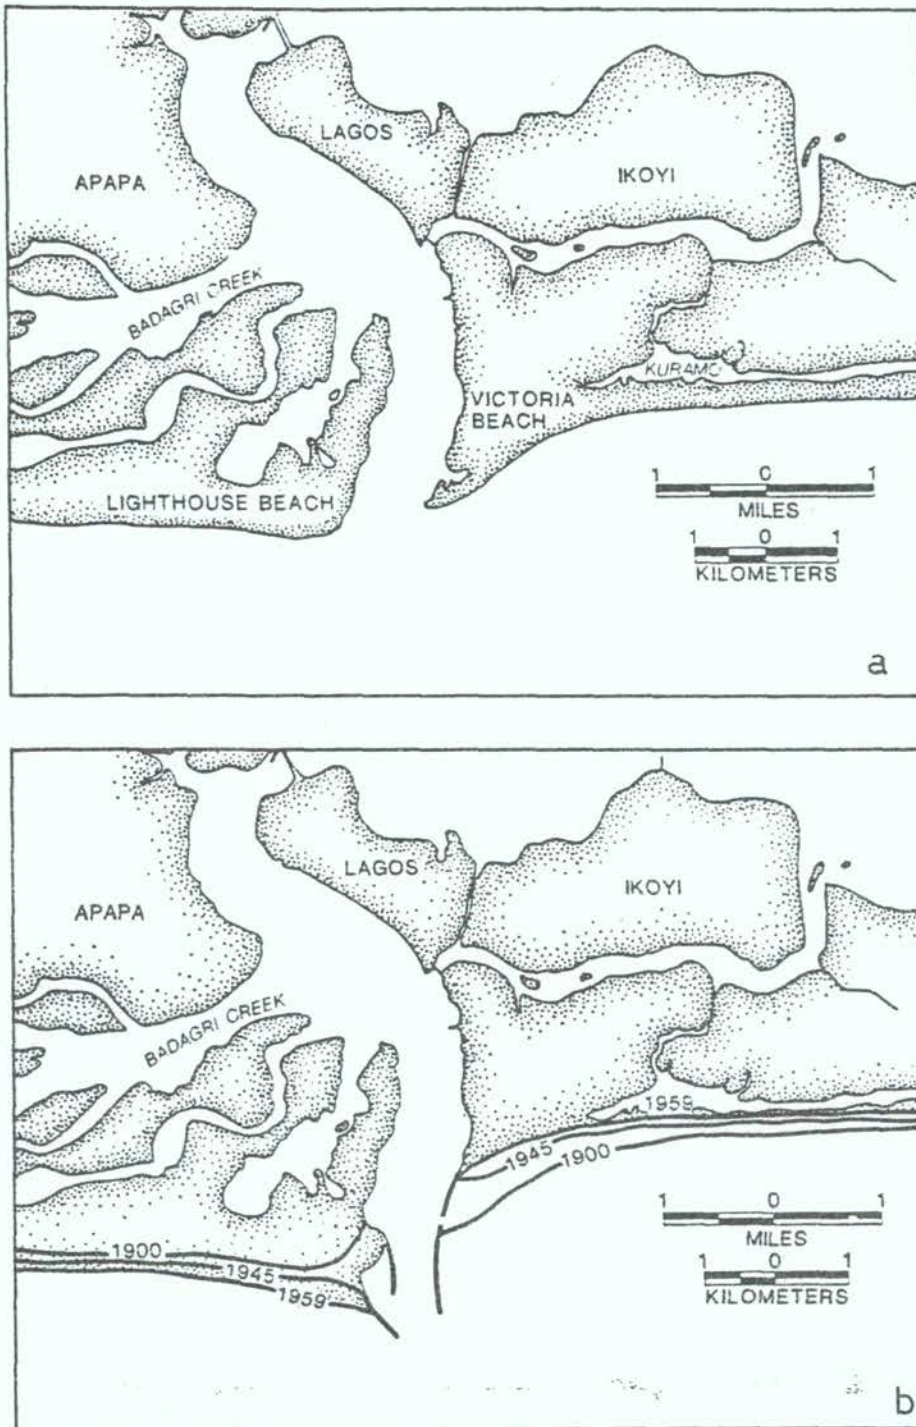 LAGOS
APAPA
IKOYI
BADAGRI CREEK
KURAMO
VICTORIA
BEACH
LIGHTHOUSE BEACH
1 0 1
MILES
1 0 1
KILOMETERS
a
LAGOS
IKOYI
APAPA
BADAGRI CREEK
1959
1945
1900
1900
1945
1959
1 0 1
MILES
1 0 1
KILOMETERS
b